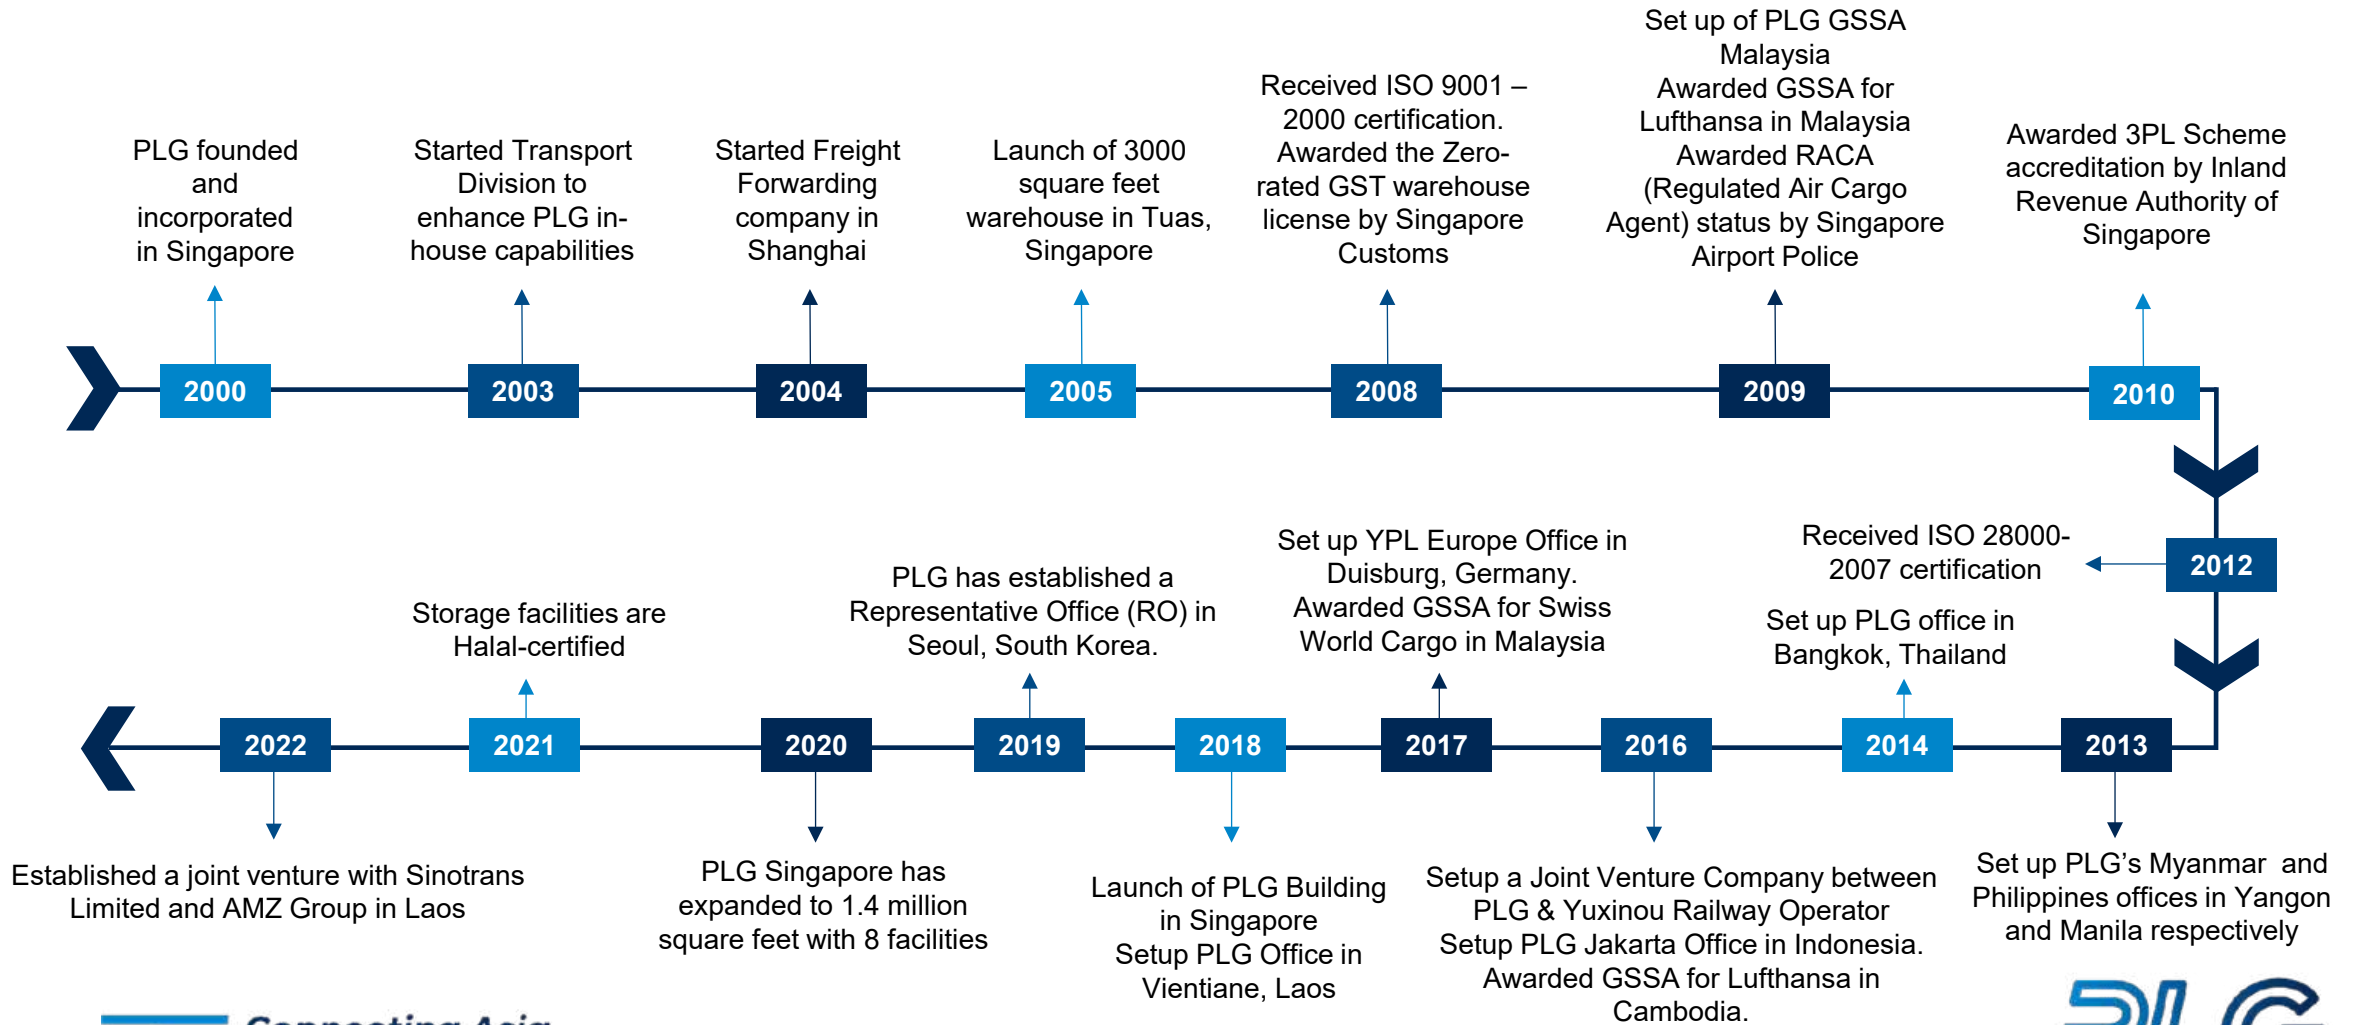 PLG founded
and
incorporated
in Singapore
Started Transport
Division to
enhance PLG in-
house capabilities
Started Freight
Forwarding
company in
Shanghai
Launch of 3000
square feet
warehouse in Tuas,
Singapore
Received ISO 9001 –
2000 certification.
Awarded the Zero-
rated GST warehouse
license by Singapore
Customs
Set up of PLG GSSA
Malaysia
Awarded GSSA for
Lufthansa in Malaysia
Awarded RACA
(Regulated Air Cargo
Agent) status by Singapore
Airport Police
Awarded 3PL Scheme
accreditation by Inland
Revenue Authority of
Singapore
2000
2003
2004
2005
2008
2009
2010
Received ISO 28000-
2007 certification
2012
Storage facilities are
Halal-certified
PLG has established a
Representative Office (RO) in
Seoul, South Korea.
Set up YPL Europe Office in
Duisburg, Germany.
Awarded GSSA for Swiss
World Cargo in Malaysia
Set up PLG office in
Bangkok, Thailand
2022
2021
2020
2019
2018
2017
2016
2014
2013
Established a joint venture with Sinotrans
Limited and AMZ Group in Laos
PLG Singapore has
expanded to 1.4 million
square feet with 8 facilities
Launch of PLG Building
in Singapore
Setup PLG Office in
Vientiane, Laos
Setup a Joint Venture Company between
PLG & Yuxinou Railway Operator
Setup PLG Jakarta Office in Indonesia.
Awarded GSSA for Lufthansa in
Cambodia.
Set up PLG’s Myanmar and
Philippines offices in Yangon
and Manila respectively
Connecting Asia
PLG